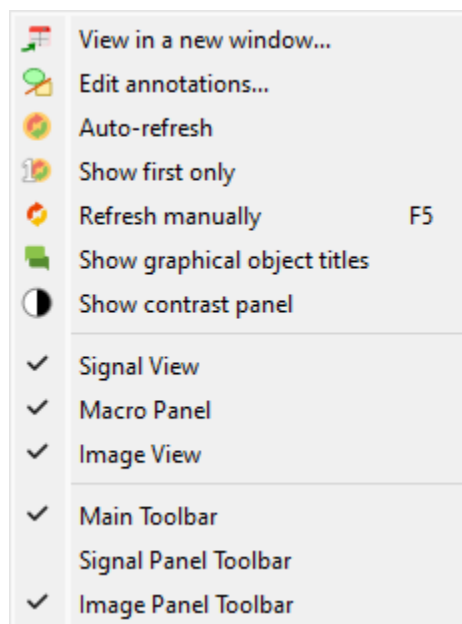 View in a new window...
Edit annotations...
Auto-refresh
Show first only
Refresh manually F5
Show graphical object titles
Show contrast panel
Signal View
Macro Panel
Image View
Main Toolbar
Signal Panel Toolbar
Image Panel Toolbar